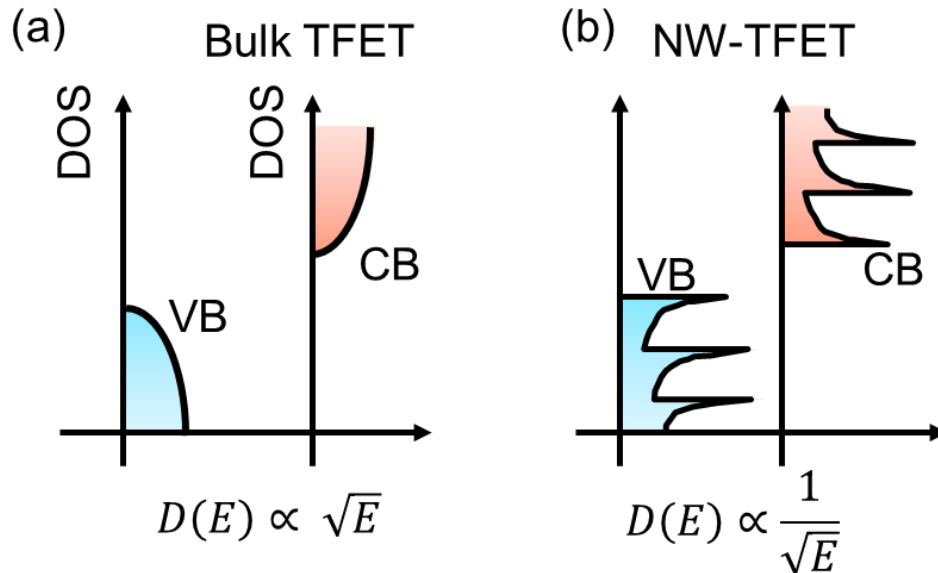 (a) Bulk TFET
DOS
DOS
VB
CB
D(E) ∝ √E
(b) NW-TFET
VB
CB
D(E) ∝ 1/√E